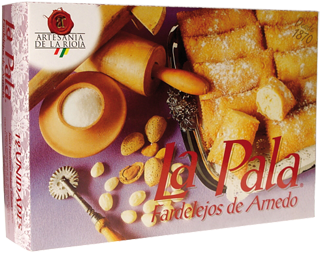 ARTESANIA
DE LA RIOJA
La Pala
Fardelejos de Arnedo
La Pala
12 UNIDADES